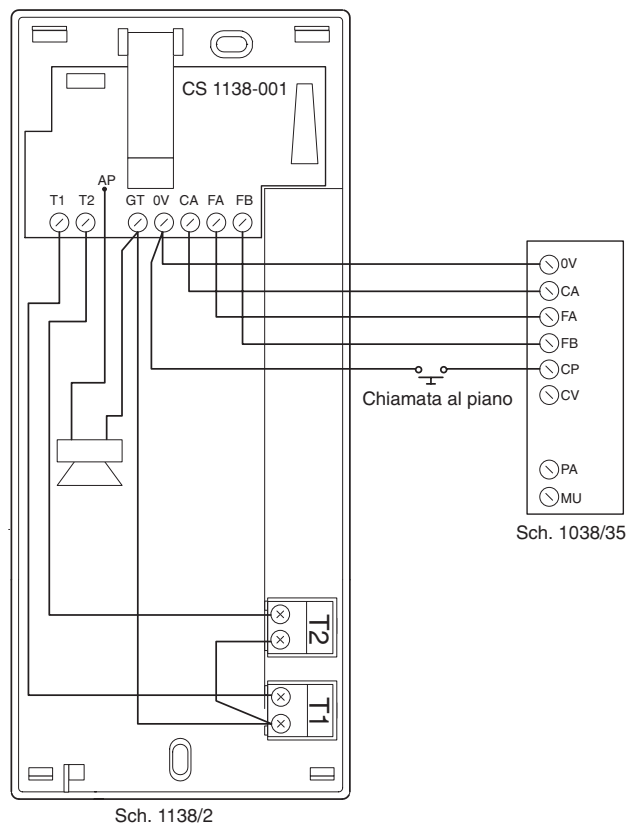 CS 1138-001
AP
T1 T2 GT 0V CA FA FB
0V
CA
FA
FB
CP
Chiamata al piano
CV
PA
MU
Sch. 1038/35
T2
T1
Sch. 1138/2